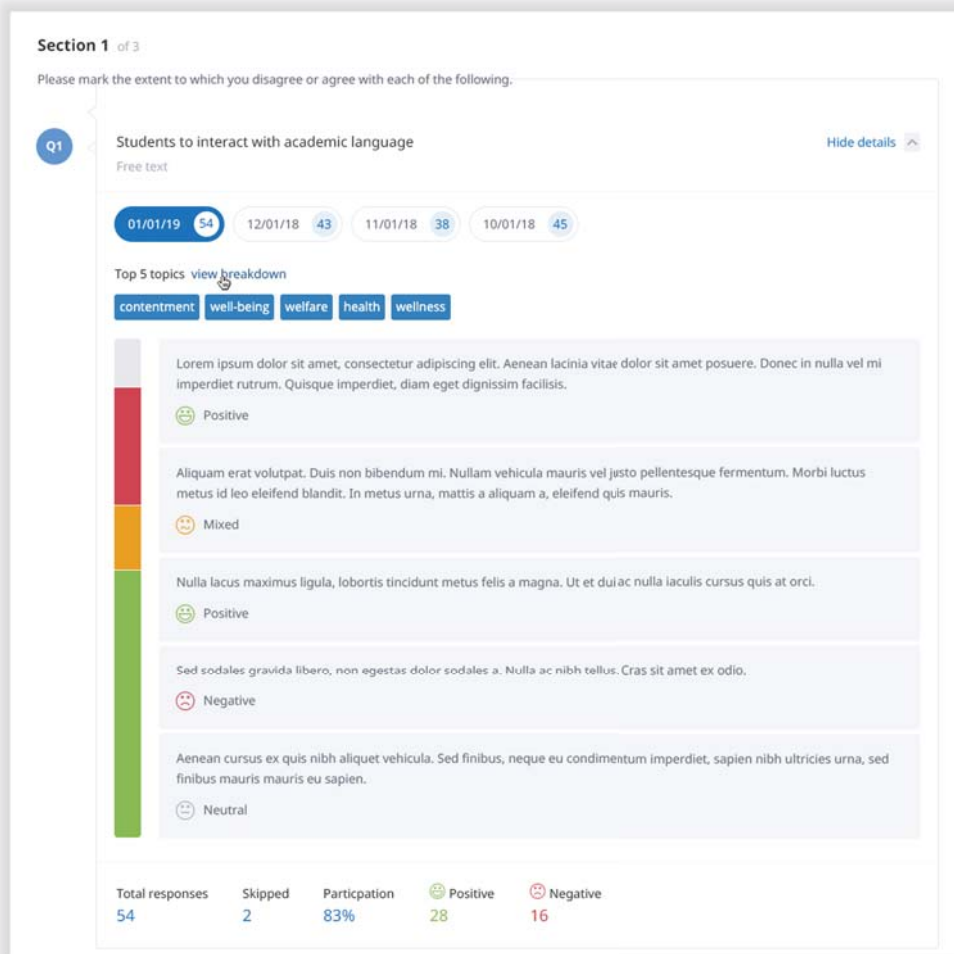 Section 1 of 3
Please mark the extent to which you disagree or agree with each of the following.
Q1
Students to interact with academic language
Hide details
Free text
01/01/19 54 12/01/18 43 11/01/18 38 10/01/18 45
Top 5 topics view breakdown
contentment well-being welfare health wellness
Lorem ipsum dolor sit amet, consectetur adipiscing elit. Aenean lacinia vitae dolor sit amet posuere. Donec in nulla vel mi
imperdiet rutrum. Quisque imperdiet, diam eget dignissim facilisis.
Positive
Aliquam erat volutpat. Duis non bibendum mi. Nullam vehicula mauris vel justo pellentesque fermentum. Morbi luctus
metus id leo eleifend blandit. In metus urna, mattis a aliquam a, eleifend quis mauris.
Mixed
Nulla lacus maximus ligula, lobortis tincidunt metus felis a magna. Ut et dui ac nulla iaculis cursus quis at orci.
Positive
Sed sodales gravida libero, non egestas dolor sodales a. Nulla ac nibh tellus. Cras sit amet ex odio.
Negative
Aenean cursus ex quis nibh aliquet vehicula. Sed finibus, neque eu condimentum imperdiet, sapien nibh ultricies urna, sed
finibus mauris mauris eu sapien.
Neutral
Total responses Skipped Particpation Positive Negative
54 2 83% 28 16